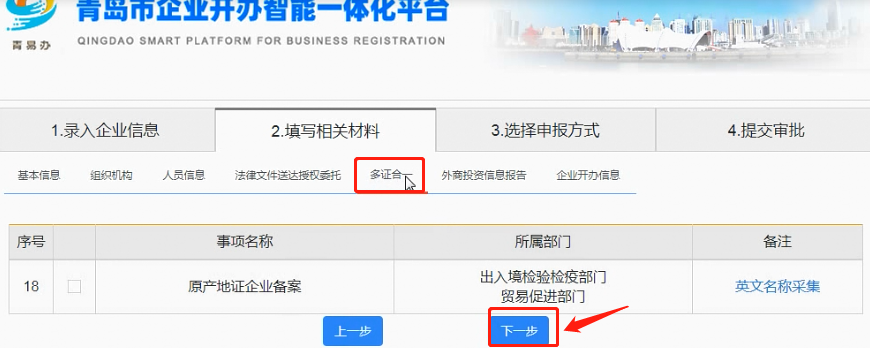 青岛市企业开办智能一体化平台
青易办
QINGDAO SMART PLATFORM FOR BUSINESS REGISTRATION
1.录入企业信息 2.填写相关材料 3.选择申报方式 4.提交审批
基本信息 组织机构 人员信息 法律文件送达授权委托 多证合一 外商投资信息报告 企业开办信息
序号 事项名称 所属部门 备注
18 原产地证企业备案 出入境检验检疫部门 英文名称采集
贸易促进部门
上一步 下一步